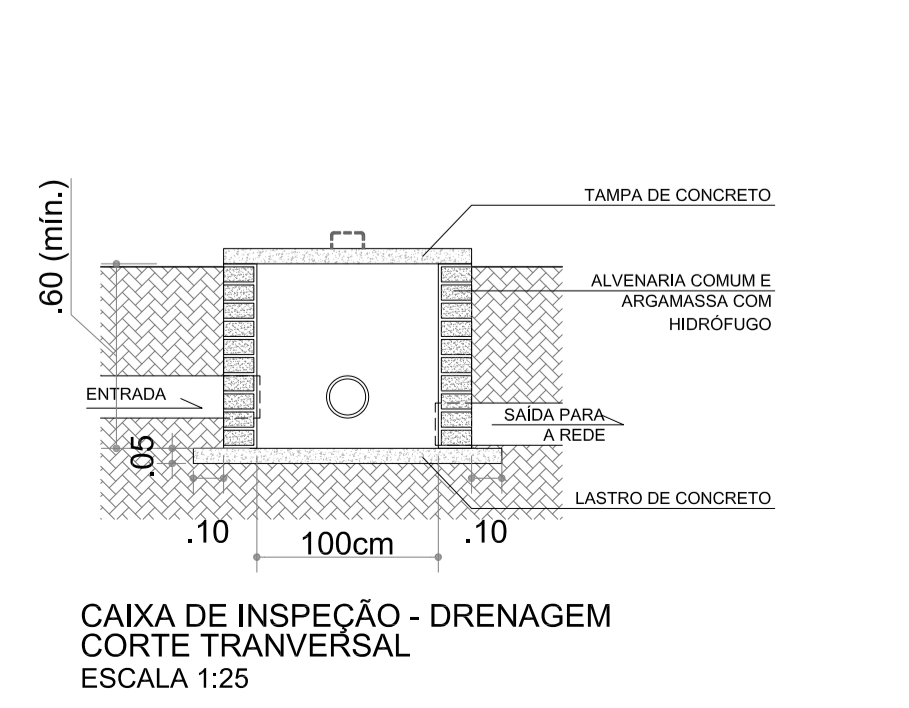 .60 (mín.)
TAMPA DE CONCRETO
ALVENARIA COMUM E
ARGAMASSA COM
HIDRÓFUGO
ENTRADA
SAÍDA PARA
A REDE
.05
LASTRO DE CONCRETO
.10
100cm
.10
CAIXA DE INSPEÇÃO - DRENAGEM
CORTE TRANVERSAL
ESCALA 1:25